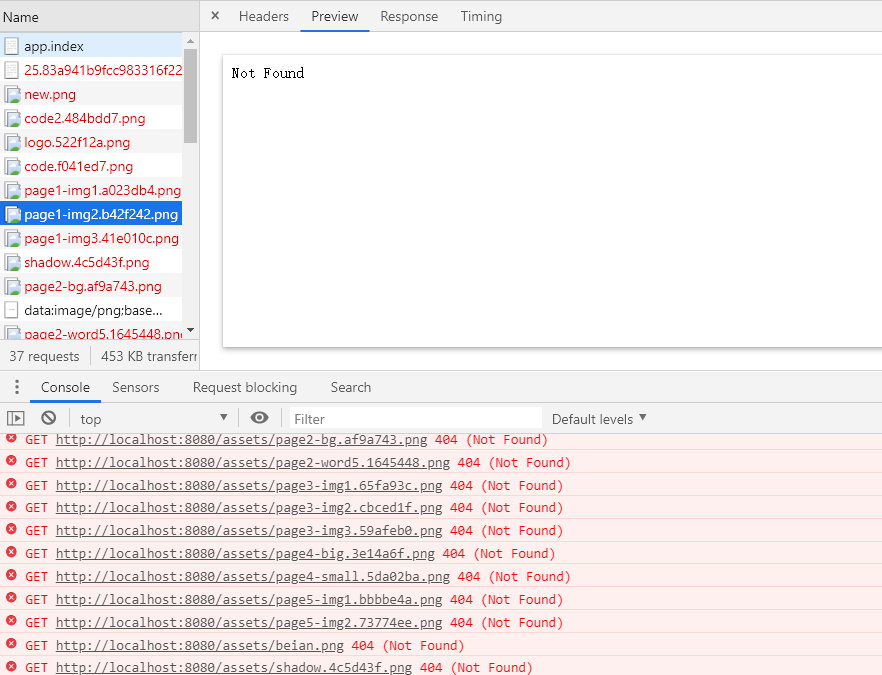 Name
× Headers Preview Response Timing
app.index
25.83a941b9fcc983316f22
new.png
code2.484bdd7.png
logo.522f12a.png
code.f041ed7.png
page1-img1.a023db4.png
page1-img2.b42f242.png
page1-img3.41e010c.png
shadow.4c5d43f.png
page2-bg.af9a743.png
data:image/png;base…
page2-word5.1645448.png
37 requests 453 KB transferr
Not Found
Console Sensors Request blocking Search
top Filter Default levels
GET http://localhost:8080/assets/page2-bg.af9a743.png 404 (Not Found)
GET http://localhost:8080/assets/page2-word5.1645448.png 404 (Not Found)
GET http://localhost:8080/assets/page3-img1.65fa93c.png 404 (Not Found)
GET http://localhost:8080/assets/page3-img2.cbced1f.png 404 (Not Found)
GET http://localhost:8080/assets/page3-img3.59afeb0.png 404 (Not Found)
GET http://localhost:8080/assets/page4-big.3e14a6f.png 404 (Not Found)
GET http://localhost:8080/assets/page4-small.5da02ba.png 404 (Not Found)
GET http://localhost:8080/assets/page5-img1.bbbbe4a.png 404 (Not Found)
GET http://localhost:8080/assets/page5-img2.73774ee.png 404 (Not Found)
GET http://localhost:8080/assets/beian.png 404 (Not Found)
GET http://localhost:8080/assets/shadow.4c5d43f.png 404 (Not Found)